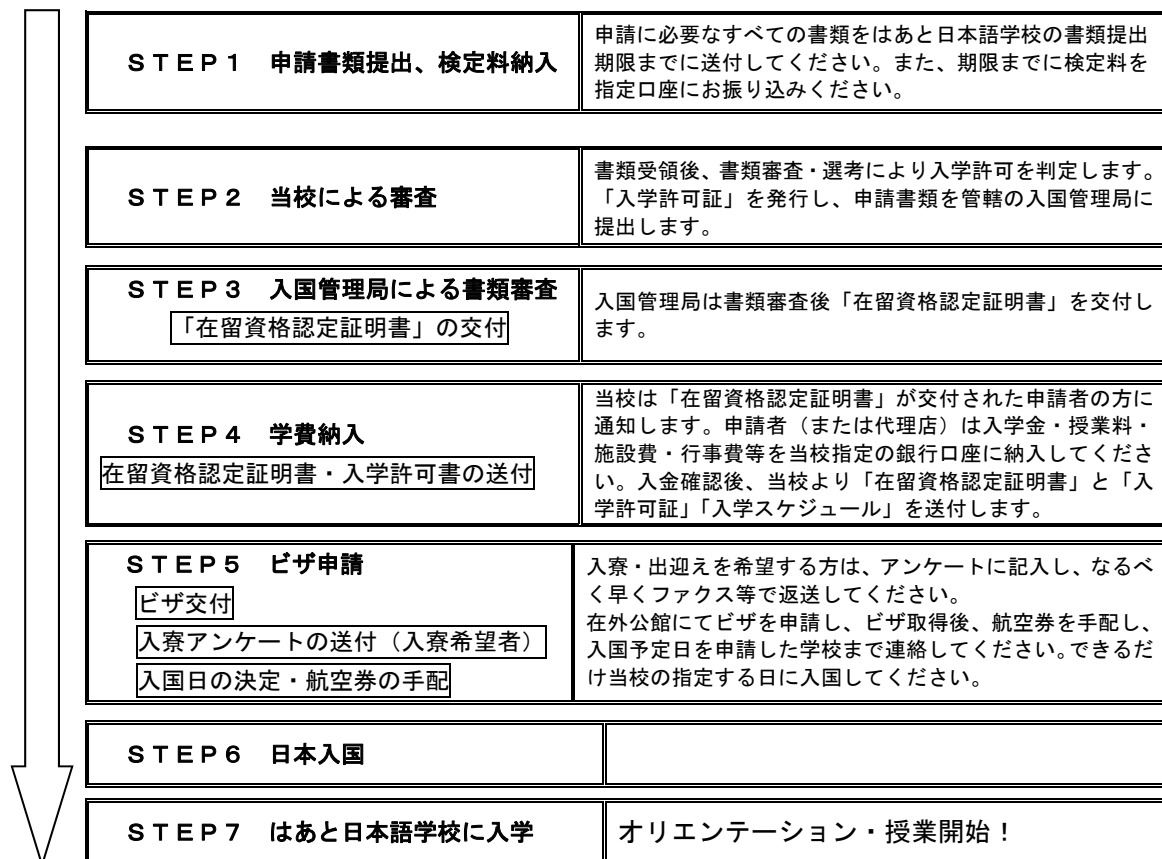 ＳＴＥＰ１　申請書類提出、検定料納入
申請に必要なすべての書類をはあと日本語学校の書類提出
期限までに送付してください。また、期限までに検定料を
指定口座にお振り込みください。
ＳＴＥＰ２　当校による審査
書類受領後、書類審査・選考により入学許可を判定します。
「入学許可証」を発行し、申請書類を管轄の入国管理局に
提出します。
ＳＴＥＰ３　入国管理局による書類審査
「在留資格認定証明書」の交付
入国管理局は書類審査後「在留資格認定証明書」を交付し
ます。
ＳＴＥＰ４　学費納入
在留資格認定証明書・入学許可書の送付
当校は「在留資格認定証明書」が交付された申請者の方に
通知します。申請者（または代理店）は入学金・授業料・
施設費・行事費等を当校指定の銀行口座に納入してくださ
い。入金確認後、当校より「在留資格認定証明書」と「入
学許可証」「入学スケジュール」を送付します。
ＳＴＥＰ５　ビザ申請
ビザ交付
入寮アンケートの送付（入寮希望者）
入国日の決定・航空券の手配
入寮・出迎えを希望する方は、アンケートに記入し、なるべ
く早くファクス等で返送してください。
在外公館にてビザを申請し、ビザ取得後、航空券を手配し、
入国予定日を申請した学校まで連絡してください。できるだ
け当校の指定する日に入国してください。
ＳＴＥＰ６　日本入国
ＳＴＥＰ７　はあと日本語学校に入学
オリエンテーション・授業開始！